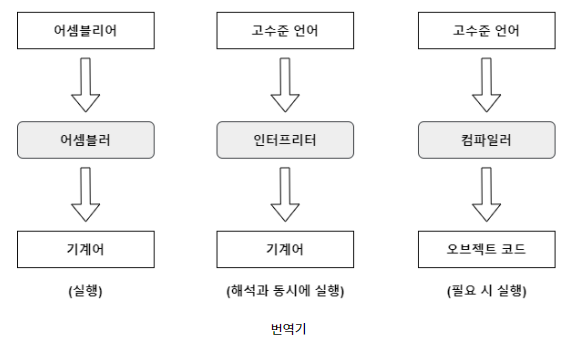 어셈블리어
고수준 언어
고수준 언어
어셈블러
인터프리터
컴파일러
기계어
기계어
오브젝트 코드
(실행)
(해석과 동시에 실행)
(필요 시 실행)
번역기